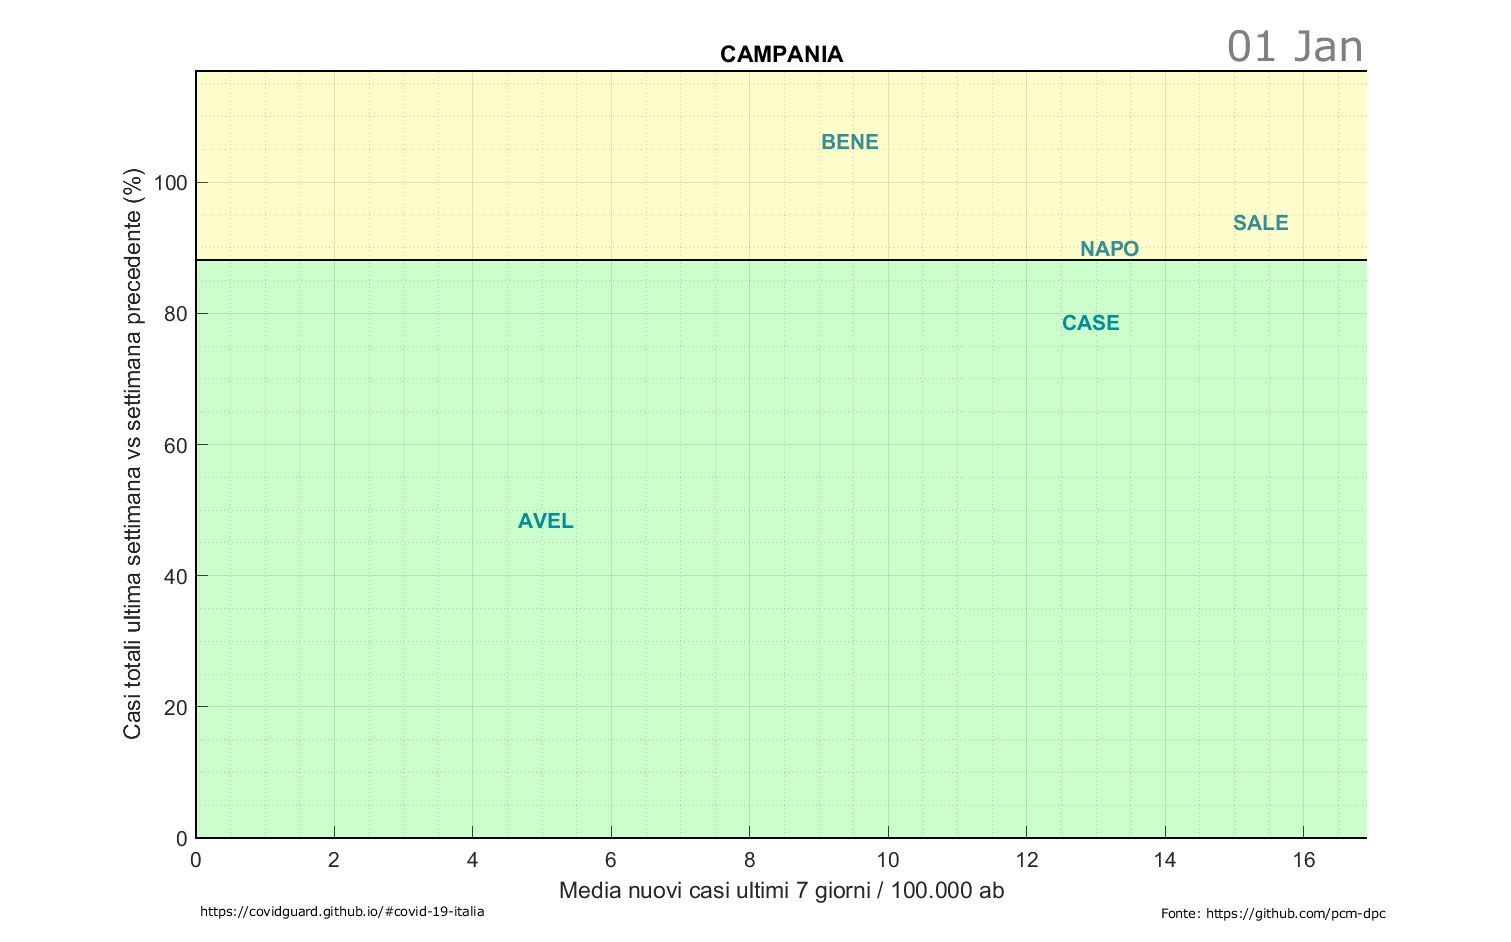 01 Jan
CAMPANIA
BENE
SALE
NAPO
CASE
AVEL
Casi totali ultima settimana vs settimana precedente (%)
100
80
60
40
20
0
0 2 4 6 8 10 12 14 16
Media nuovi casi ultimi 7 giorni / 100.000 ab
https://covidguard.github.io/#covid-19-italia
Fonte: https://github.com/pcm-dpc